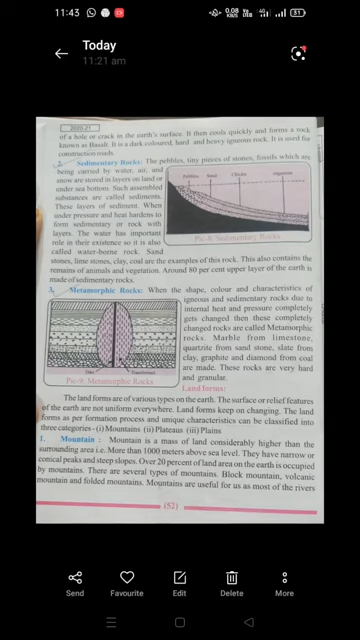 11:43
0.08 KB/S
31
Today
11:21 am
2020-21
of a hole or crack in the earth's surface. It then cools quickly and forms a rock
known as Basalt. It is a dark coloured, hard and heavy igneous rock. It is used for
construction roads.
2. Sedimentary Rocks: The pebbles, tiny pieces of stones, fossils which are
being carried by water, air, and
snow are stored in layers on land or
under sea bottom. Such assembled
substances are called sediments.
These layers of sediment. When
under pressure and heat hardens to
form sedimentary or rock with
layers. The water has important
role in their existence so it is also
called water-borne rock. Sand
Pebbles Sand
Pic-8: Sedimentary Rocks
stones, lime stones, clay, coal are the examples of this rock. This also contains the
remains of animals and vegetation. Around 80 per cent upper layer of the earth is
made of sedimentary rocks.
3. Metamorphic Rocks: When the shape, colour and characteristics of
igneous and sedimentary rocks due to
internal heat and pressure completely
gets changed then these completely
changed rocks are called Metamorphic
rocks. Marble from limestone,
quartzite from sand stone, slate from
clay, graphite and diamond from coal
are made. These rocks are very hard
and granular.
Pic-9: Metamorphic Rocks
Land forms:
The land forms are of various types on the earth. The surface or relief features
of the earth are not uniform everywhere. Land forms keep on changing. The land
forms as per formation process and unique characteristics can be classified into
three categories- (i) Mountains (ii) Plateaus (iii) Plains
1. Mountain: Mountain is a mass of land considerably higher than the
surrounding area i.e. More than 1000 meters above sea level. They have narrow or
conical peaks and steep slopes. Over 20 percent of land area on the earth is occupied
by mountains. There are several types of mountains. Block mountain, volcanic
mountain and folded mountains. Mountains are useful for us as most of the rivers
(52)
Send Favourite Edit Delete More